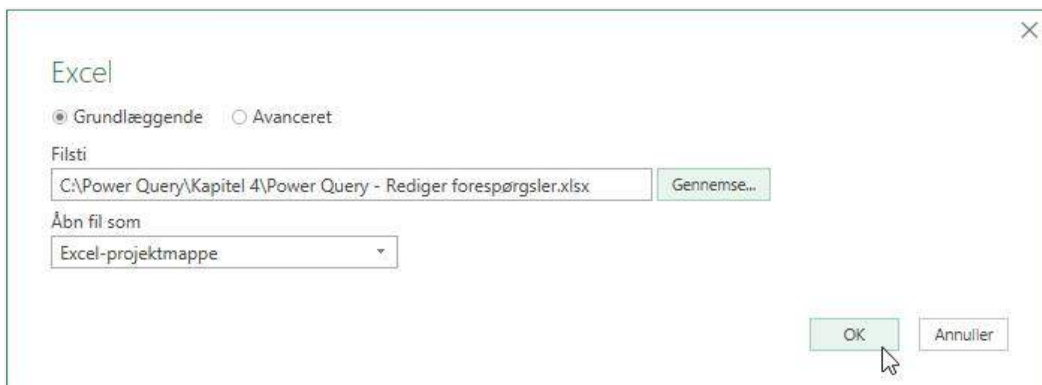 Excel
Grundlæggende Avanceret
Filsti
C:\Power Query\Kapitel 4\Power Query - Rediger forespørgsler.xlsx Gennemse...
Åbn fil som
Excel-projektmappe
OK Annuller